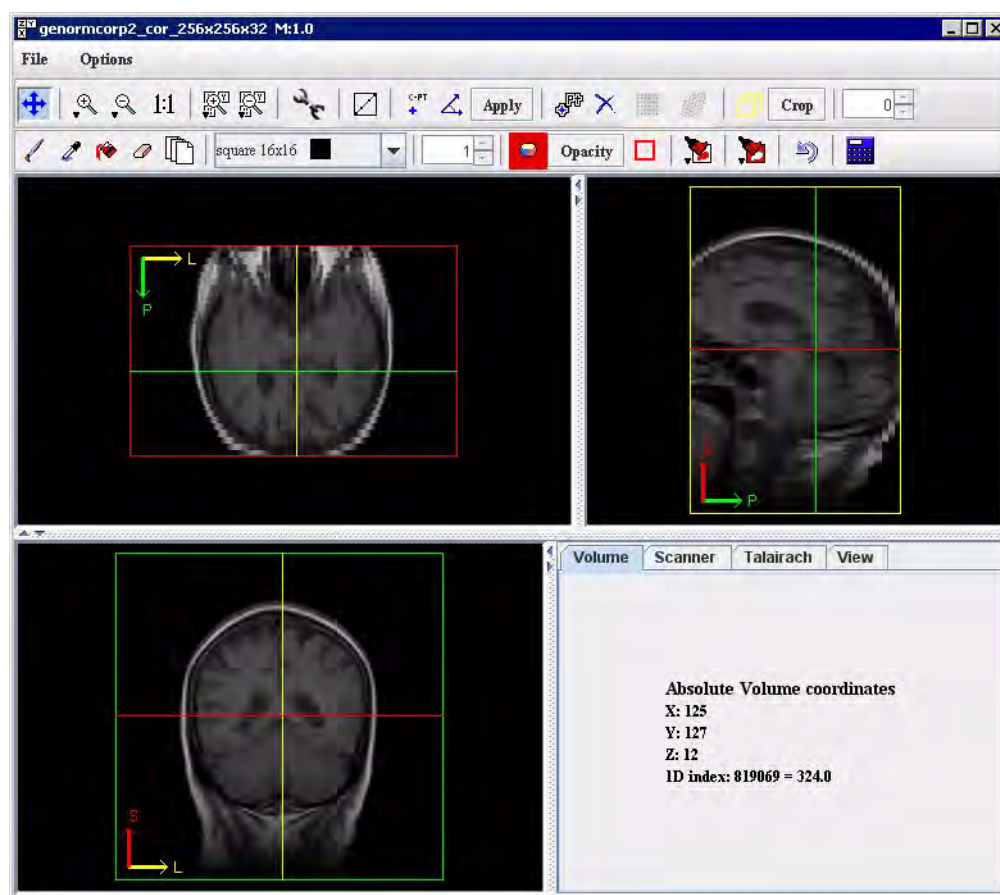 genormcorp2_cor_256x256x32 M:1.0
File Options
1:1 C-PT Apply Crop 0
square 16x16 1 Opacity
L
P
S
P
Volume Scanner Talairach View
Absolute Volume coordinates
X: 125
Y: 127
Z: 12
1D index: 819069 = 324.0
S
L